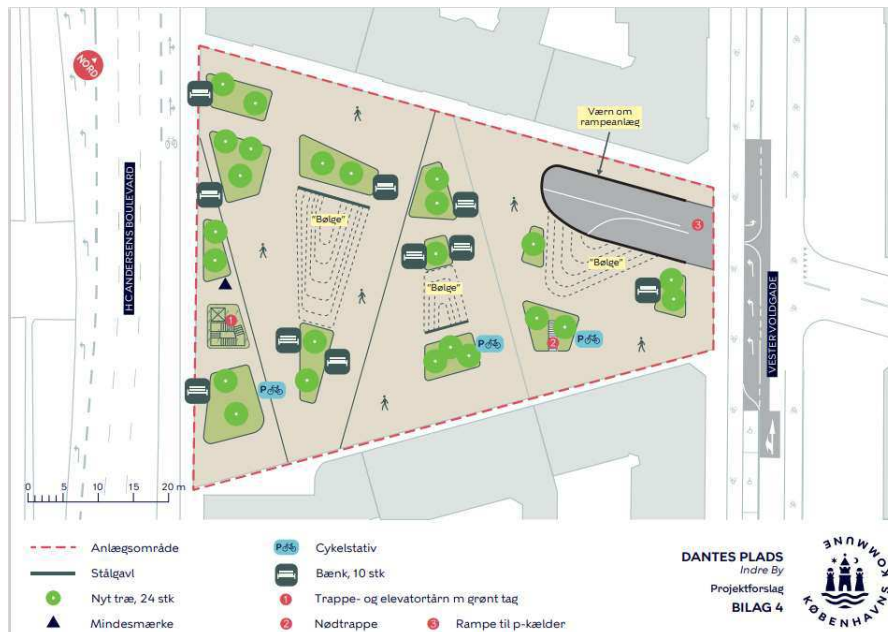 NORD
Værn om
rampeanlæg
H C ANDERSENS BOULEVARD
"Bølge"
"Bølge"
"Bølge"
3
1
2
P
P
P
VESTER VOLDGADE
0 5 10 15 20 m
Anlægsområde
Stålgavl
Nyt træ, 24 stk
Mindesmærke
P Cykelstativ
Bænk, 10 stk
1 Trappe- og elevatortårn m grønt tag
2 Nødtrappe
3 Rampe til p-kælder
DANTES PLADS
Indre By
Projektforslag
BILAG 4
KØBENHAVNS KOMMUNE